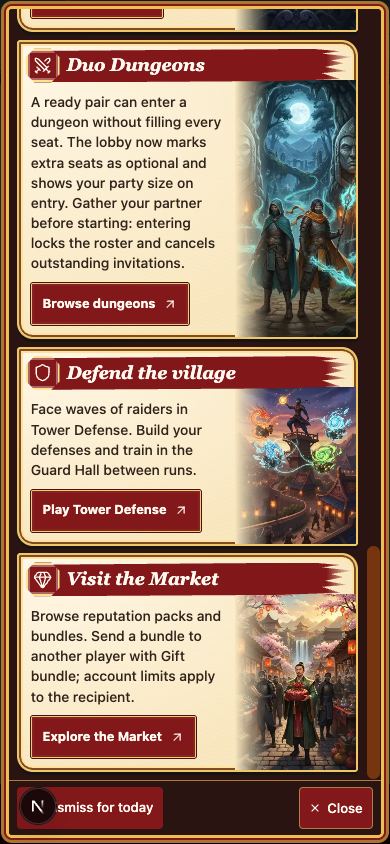 Duo Dungeons
A ready pair can enter a
dungeon without filling every
seat. The lobby now marks
extra seats as optional and
shows your party size on
entry. Gather your partner
before starting: entering
locks the roster and cancels
outstanding invitations.
Browse dungeons
Defend the village
Face waves of raiders in
Tower Defense. Build your
defenses and train in the
Guard Hall between runs.
Play Tower Defense
Visit the Market
Browse reputation packs and
bundles. Send a bundle to
another player with Gift
bundle; account limits apply
to the recipient.
Explore the Market
N smiss for today
Close